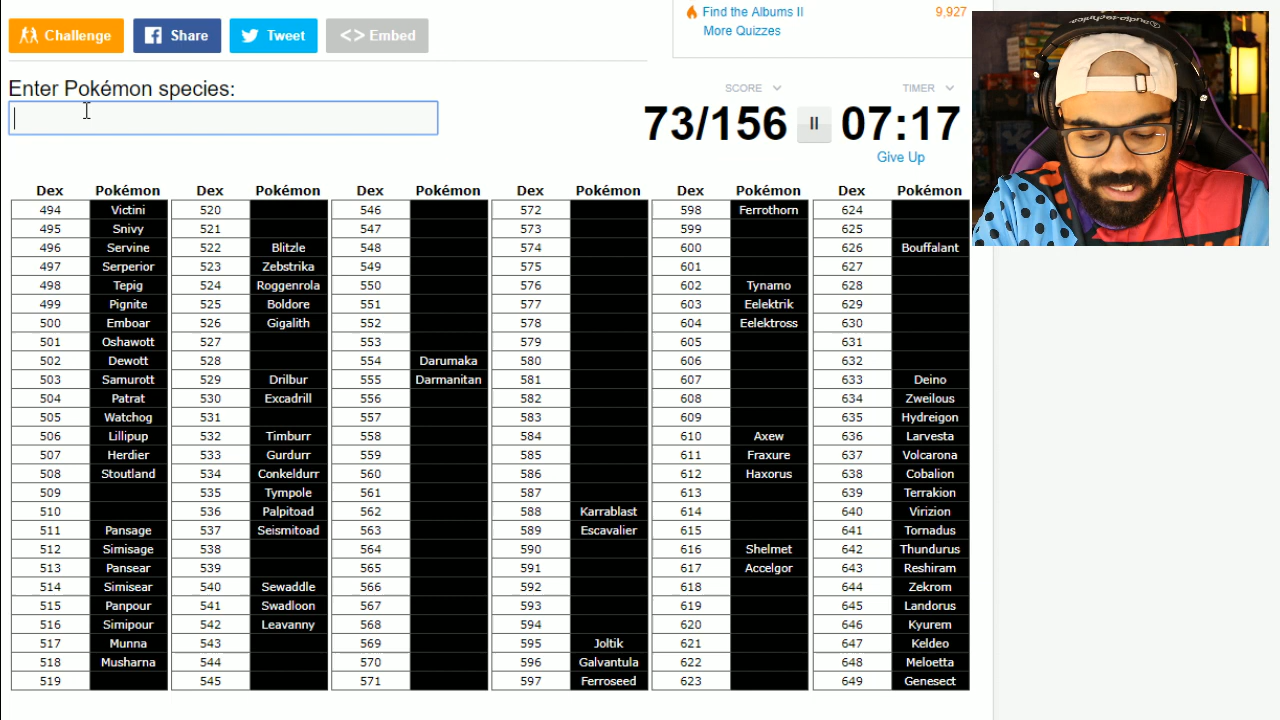 Find the Albums II 9,927
More Quizzes
Challenge Share Tweet <> Embed
Enter Pokémon species:
SCORE TIMER
73/156 II 07:17
Give Up
Dex Pokémon Dex Pokémon Dex Pokémon Dex Pokémon Dex Pokémon Dex Pokémon
494 Victini 520 546 572 598 Ferrothorn 624
495 Snivy 521 547 573 599 625
496 Servine 522 Blitzle 548 574 600 626 Bouffalant
497 Serperior 523 Zebstrika 549 575 601 627
498 Tepig 524 Roggenrola 550 576 602 Tynamo 628
499 Pignite 525 Boldore 551 577 603 Eelektrik 629
500 Emboar 526 Gigalith 552 578 604 Eelektross 630
501 Oshawott 527 553 579 605 631
502 Dewott 528 554 Darumaka 580 606 632
503 Samurott 529 Drilbur 555 Darmanitan 581 607 633 Deino
504 Patrat 530 Excadrill 556 582 608 634 Zweilous
505 Watchog 531 557 583 609 635 Hydreigon
506 Lillipup 532 Timburr 558 584 610 Axew 636 Larvesta
507 Herdier 533 Gurdurr 559 585 611 Fraxure 637 Volcarona
508 Stoutland 534 Conkeldurr 560 586 612 Haxorus 638 Cobalion
509 535 Tympole 561 587 613 639 Terrakion
510 536 Palpitoad 562 588 Karrablast 614 640 Virizion
511 Pansage 537 Seismitoad 563 589 Escavalier 615 641 Tornadus
512 Simisage 538 564 590 616 Shelmet 642 Thundurus
513 Pansear 539 565 591 617 Accelgor 643 Reshiram
514 Simisear 540 Sewaddle 566 592 618 644 Zekrom
515 Panpour 541 Swadloon 567 593 619 645 Landorus
516 Simipour 542 Leavanny 568 594 620 646 Kyurem
517 Munna 543 569 595 Joltik 621 647 Keldeo
518 Musharna 544 570 596 Galvantula 622 648 Meloetta
519 545 571 597 Ferroseed 623 649 Genesect